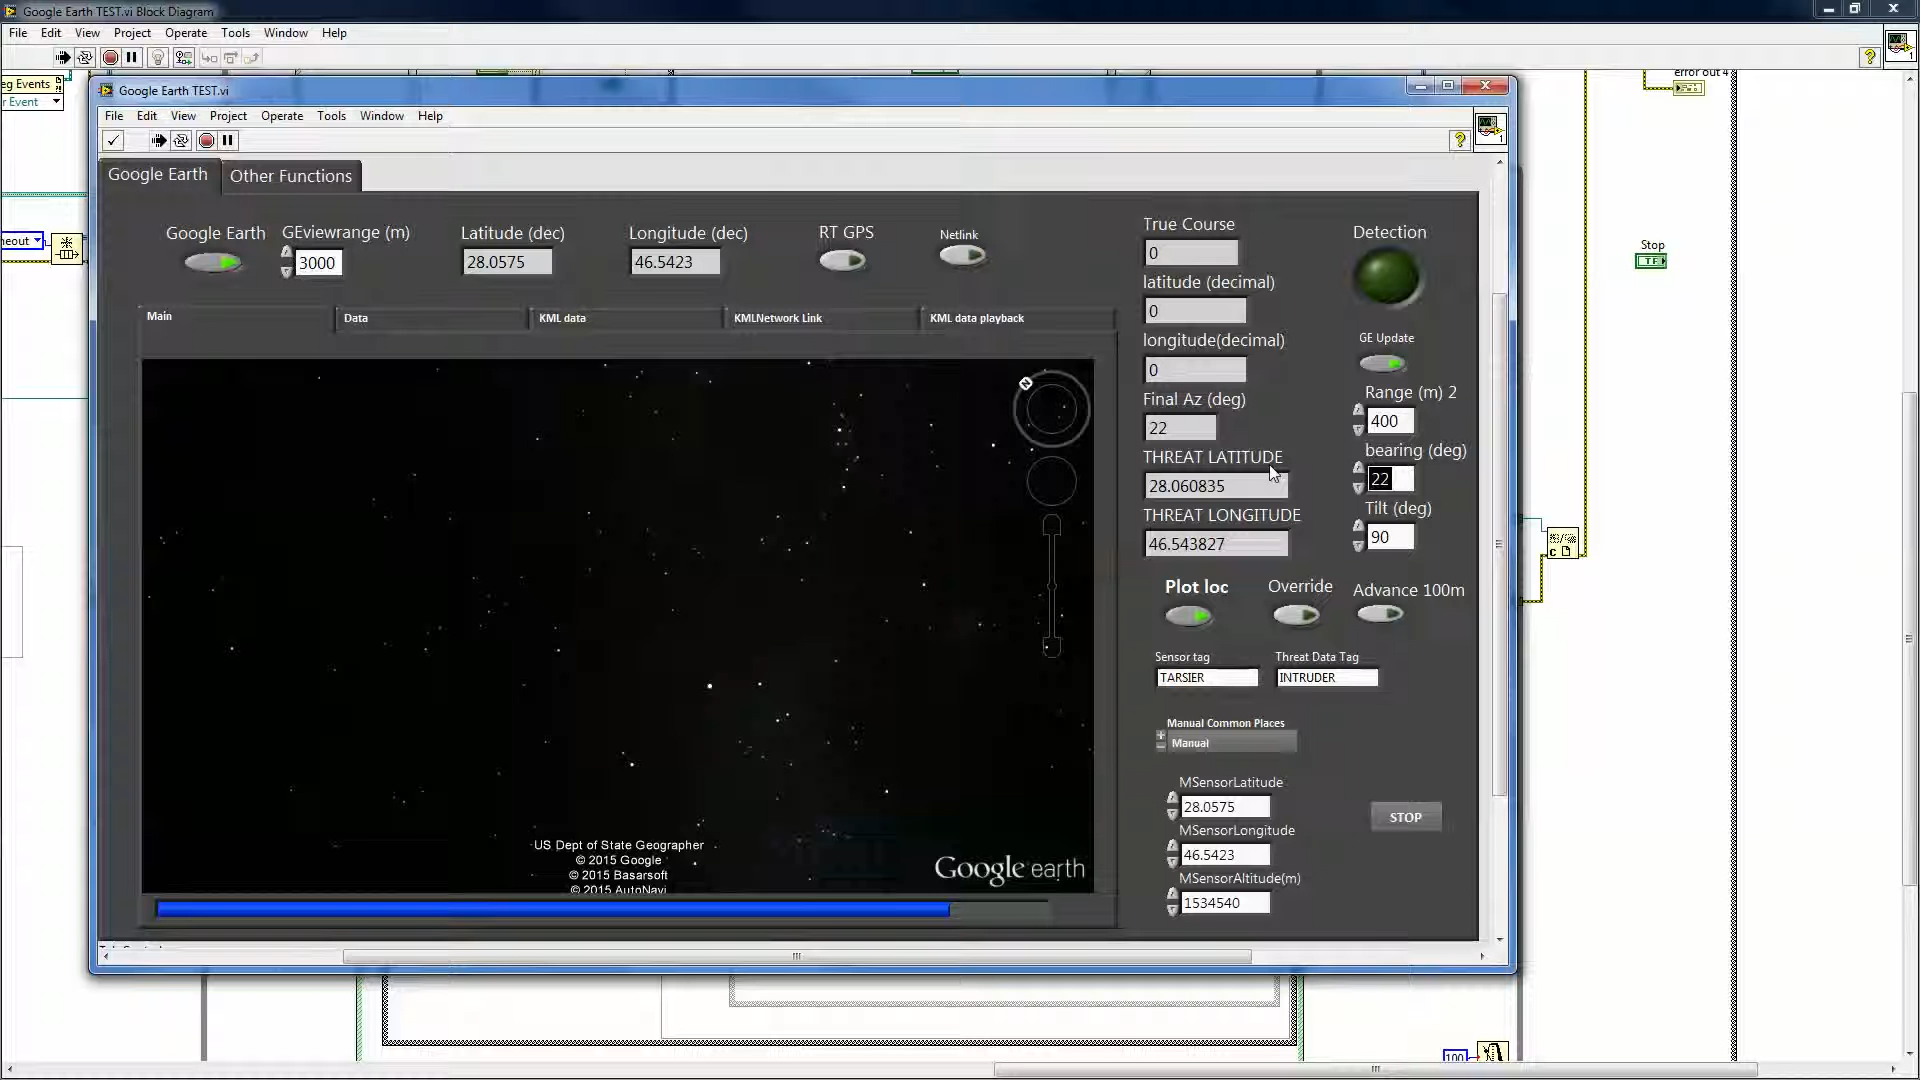 Google Earth TEST.vi Block Diagram
File Edit View Project Operate Tools Window Help
eg Events
r Event
error out 4
Google Earth TEST.vi
File Edit View Project Operate Tools Window Help
Google Earth
Other Functions
Google Earth
GEviewrange (m)
3000
Latitude (dec)
28.0575
Longitude (dec)
46.5423
RT GPS
Netlink
True Course
0
latitude (decimal)
0
longitude(decimal)
0
Final Az (deg)
22
THREAT LATITUDE
28.060835
THREAT LONGITUDE
46.543827
Detection
GE Update
Range (m) 2
400
bearing (deg)
22
Tilt (deg)
90
Main
Data
KML data
KMLNetwork Link
KML data playback
N
US Dept of State Geographer
© 2015 Google
© 2015 Basarsoft
© 2015 AutoNavi
Google earth
Plot loc
Override
Advance 100m
Sensor tag
TARSIER
Threat Data Tag
INTRUDER
Manual Common Places
Manual
MSensorLatitude
28.0575
MSensorLongitude
46.5423
MSensorAltitude(m)
1534540
STOP
Stop
TF
meout
100